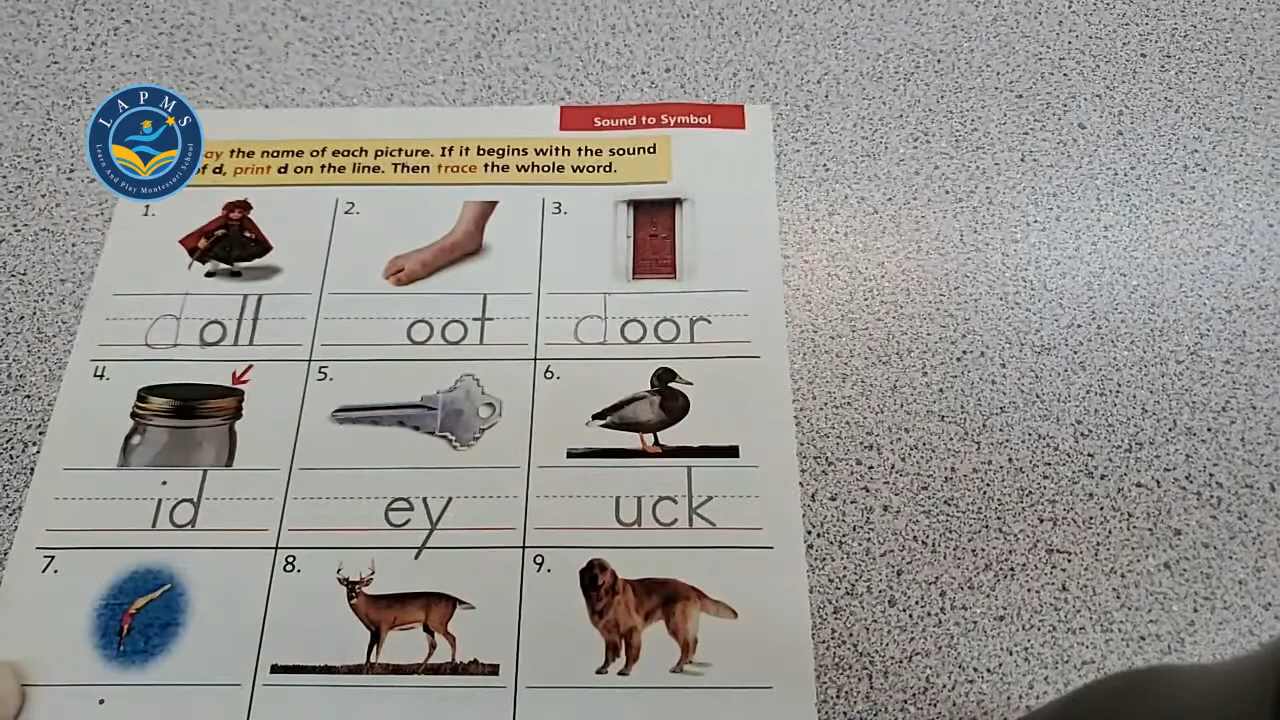 LAPMS
Learn And Play Montessori School
Sound to Symbol
ay the name of each picture. If it begins with the sound
of d, print d on the line. Then trace the whole word.
1. 2. 3.
doll oot door
4. 5. 6.
id ey uck
7. 8. 9.